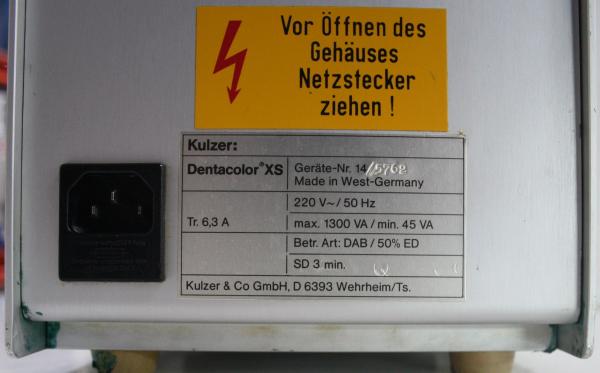 Vor Öffnen des
Gehäuses
Netzstecker
ziehen !
Kulzer:
Dentacolor®XS
Geräte-Nr. 14/5762
Made in West-Germany
220 V~/ 50 Hz
Tr. 6,3 A
max. 1300 VA / min. 45 VA
Betr. Art: DAB / 50% ED
SD 3 min.
Kulzer & Co GmbH, D 6393 Wehrheim/Ts.